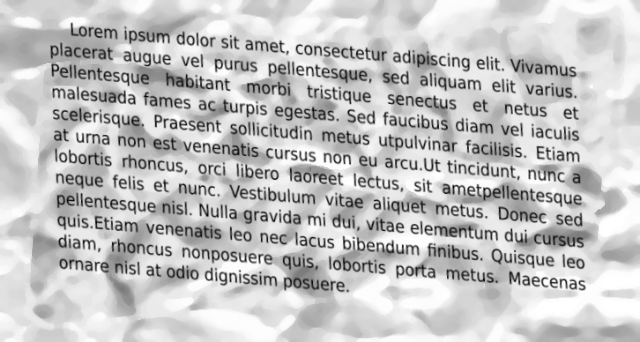 Lorem ipsum dolor sit amet, consectetur adipiscing elit. Vivamus
placerat augue vel purus pellentesque, sed aliquam elit varius.
Pellentesque habitant morbi tristique senectus et netus et
malesuada fames ac turpis egestas. Sed faucibus diam vel iaculis
scelerisque. Praesent sollicitudin metus utpulvinar facilisis. Etiam
at urna non est venenatis cursus non eu arcu.Ut tincidunt, nunc a
lobortis rhoncus, orci libero laoreet lectus, sit ametpellentesque
neque felis et nunc. Vestibulum vitae aliquet metus. Donec sed
pellentesque nisl. Nulla gravida mi dui, vitae elementum dui cursus
quis.Etiam venenatis leo nec lacus bibendum finibus. Quisque leo
diam, rhoncus nonposuere quis, lobortis porta metus. Maecenas
ornare nisl at odio dignissim posuere.